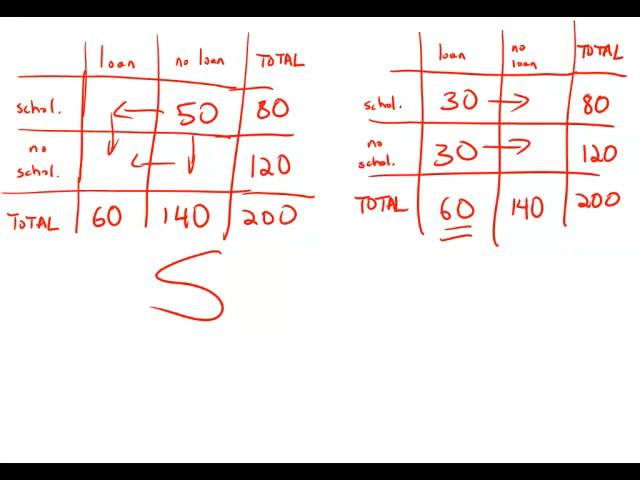 loan no loan TOTAL
schol. 50 80
no schol. 120
TOTAL 60 140 200
S
loan no loan TOTAL
schol. 30 80
no schol. 30 120
TOTAL 60 140 200